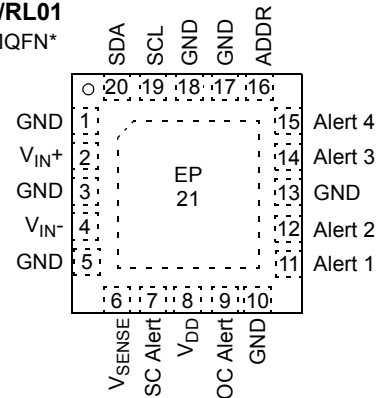 /RL01
MQFN*
SDA
SCL
GND
GND
ADDR
20 19 18 17 16
GND 1
VIN+ 2
GND 3
VIN- 4
GND 5
EP
21
15 Alert 4
14 Alert 3
13 GND
12 Alert 2
11 Alert 1
6 7 8 9 10
VSENSE
SC Alert
VDD
OC Alert
GND